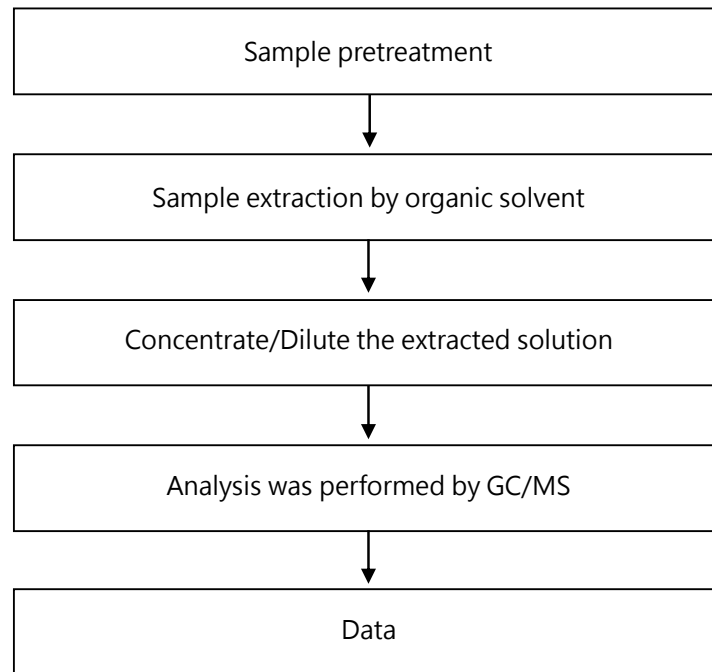 Sample pretreatment
Sample extraction by organic solvent
Concentrate/Dilute the extracted solution
Analysis was performed by GC/MS
Data